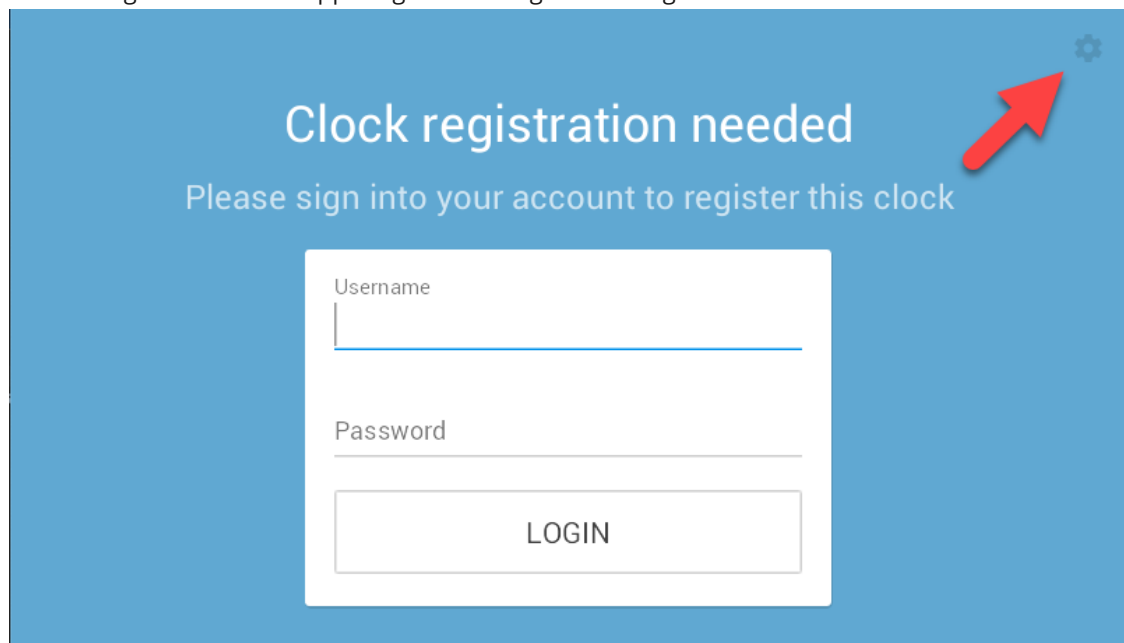 Clock registration needed
Please sign into your account to register this clock
Username
Password
LOGIN